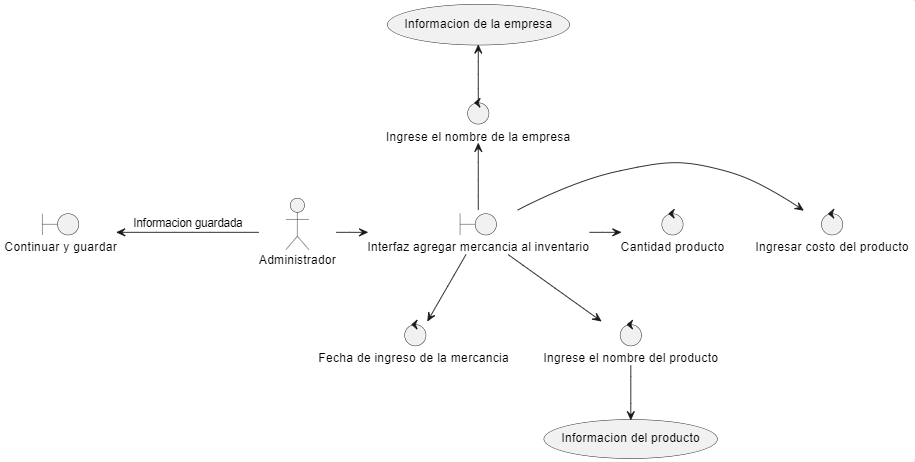 Informacion de la empresa
Ingrese el nombre de la empresa
Informacion guardada
Continuar y guardar
Administrador
Interfaz agregar mercancia al inventario
Cantidad producto
Ingresar costo del producto
Fecha de ingreso de la mercancia
Ingrese el nombre del producto
Informacion del producto